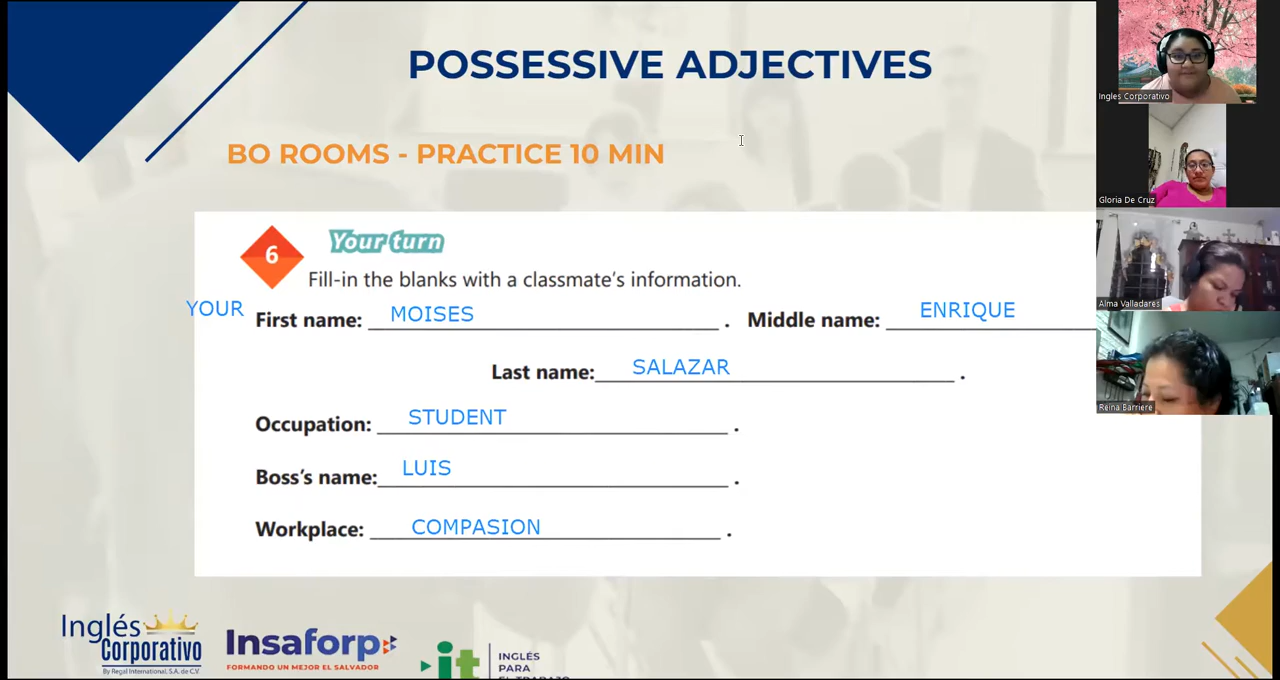 POSSESSIVE ADJECTIVES
BO ROOMS - PRACTICE 10 MIN
6
Your turn
Fill-in the blanks with a classmate's information.
YOUR First name: MOISES . Middle name: ENRIQUE
Last name: SALAZAR .
Occupation: STUDENT .
Boss's name: LUIS .
Workplace: COMPASION .
Inglés Corporativo
Gloria De Cruz
Alma Valladares
Reina Barriere
Inglés
Corporativo
By Regal International, S.A. de C.V.
Insaforp
FORMANDO UN MEJOR EL SALVADOR
it
INGLÉS
PARA
EL TRABAJO